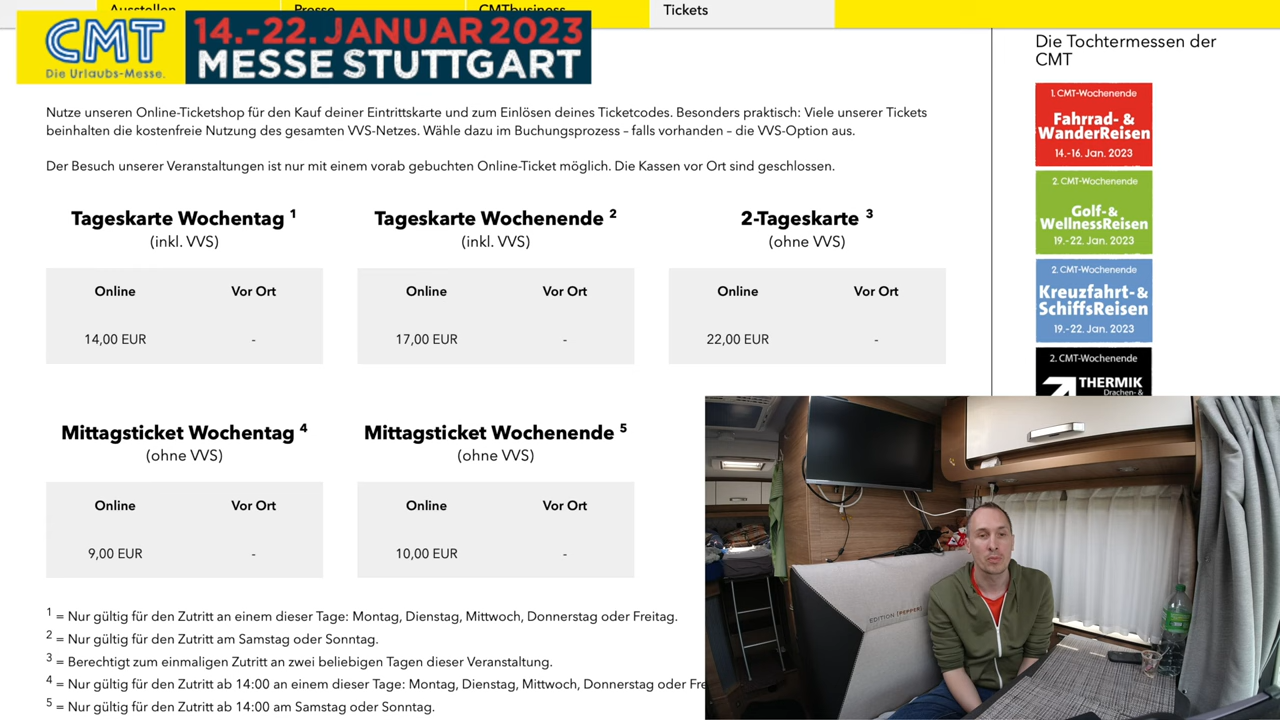 Ausstellen
Presse
CMTbusiness
Tickets
CMT
Die Urlaubs-Messe.
14.-22. JANUAR 2023
MESSE STUTTGART
Nutze unseren Online-Ticketshop für den Kauf deiner Eintrittskarte und zum Einlösen deines Ticketcodes. Besonders praktisch: Viele unserer Tickets
beinhalten die kostenfreie Nutzung des gesamten VVS-Netzes. Wähle dazu im Buchungsprozess – falls vorhanden – die VVS-Option aus.
Der Besuch unserer Veranstaltungen ist nur mit einem vorab gebuchten Online-Ticket möglich. Die Kassen vor Ort sind geschlossen.
Tageskarte Wochentag 1
(inkl. VVS)
Online Vor Ort
14,00 EUR -
Tageskarte Wochenende 2
(inkl. VVS)
Online Vor Ort
17,00 EUR -
2-Tageskarte 3
(ohne VVS)
Online Vor Ort
22,00 EUR -
Mittagsticket Wochentag 4
(ohne VVS)
Online Vor Ort
9,00 EUR -
Mittagsticket Wochenende 5
(ohne VVS)
Online Vor Ort
10,00 EUR -
1 = Nur gültig für den Zutritt an einem dieser Tage: Montag, Dienstag, Mittwoch, Donnerstag oder Freitag.
2 = Nur gültig für den Zutritt am Samstag oder Sonntag.
3 = Berechtigt zum einmaligen Zutritt an zwei beliebigen Tagen dieser Veranstaltung.
4 = Nur gültig für den Zutritt ab 14:00 an einem dieser Tage: Montag, Dienstag, Mittwoch, Donnerstag oder Fre
5 = Nur gültig für den Zutritt ab 14:00 am Samstag oder Sonntag.
Die Tochtermessen der
CMT
1. CMT-Wochenende
Fahrrad- &
WanderReisen
14.-16. Jan. 2023
2. CMT-Wochenende
Golf- &
WellnessReisen
19.-22. Jan. 2023
2. CMT-Wochenende
Kreuzfahrt- &
SchiffsReisen
19.-22. Jan. 2023
2. CMT-Wochenende
THERMIK
Drachen- &
EDITION [PEPPER]